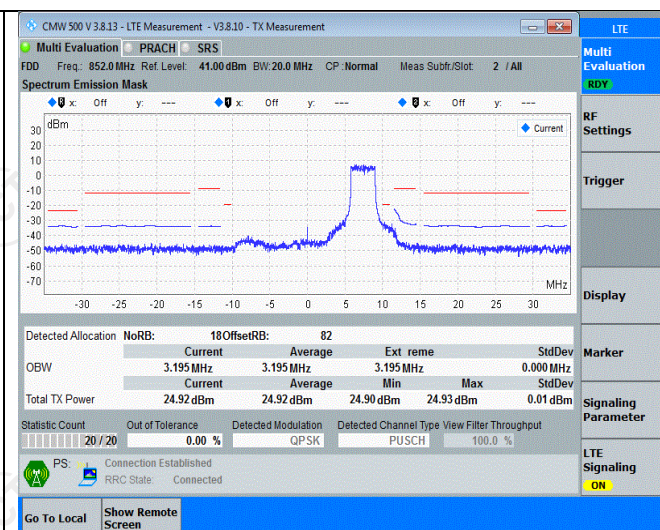 CMW 500 V 3.8.13 - LTE Measurement - V3.8.10 - TX Measurement
LTE
Multi Evaluation PRACH SRS
Multi Evaluation
RDY
FDD Freq.: 852.0 MHz Ref. Level: 41.00 dBm BW: 20.0 MHz CP : Normal Meas Subfr./Slot: 2 / All
Spectrum Emission Mask
x: Off y: --- x: Off y: --- x: Off y: ---
dBm
Current
30
20
10
0
-10
-20
-30
-40
-50
-60
-70
MHz
-30 -25 -20 -15 -10 -5 0 5 10 15 20 25 30
RF Settings
Trigger
Display
Marker
Signaling Parameter
LTE Signaling
ON
Detected Allocation NoRB: 18 OffsetRB: 82
Current Average Ext reme StdDev
OBW 3.195 MHz 3.195 MHz 3.195 MHz 0.000 MHz
Current Average Min Max StdDev
Total TX Power 24.92 dBm 24.92 dBm 24.90 dBm 24.93 dBm 0.01 dBm
Statistic Count Out of Tolerance Detected Modulation Detected Channel Type View Filter Throughput
20 / 20 0.00 % QPSK PUSCH 100.0 %
PS: Connection Established
RRC State: Connected
Go To Local
Show Remote Screen